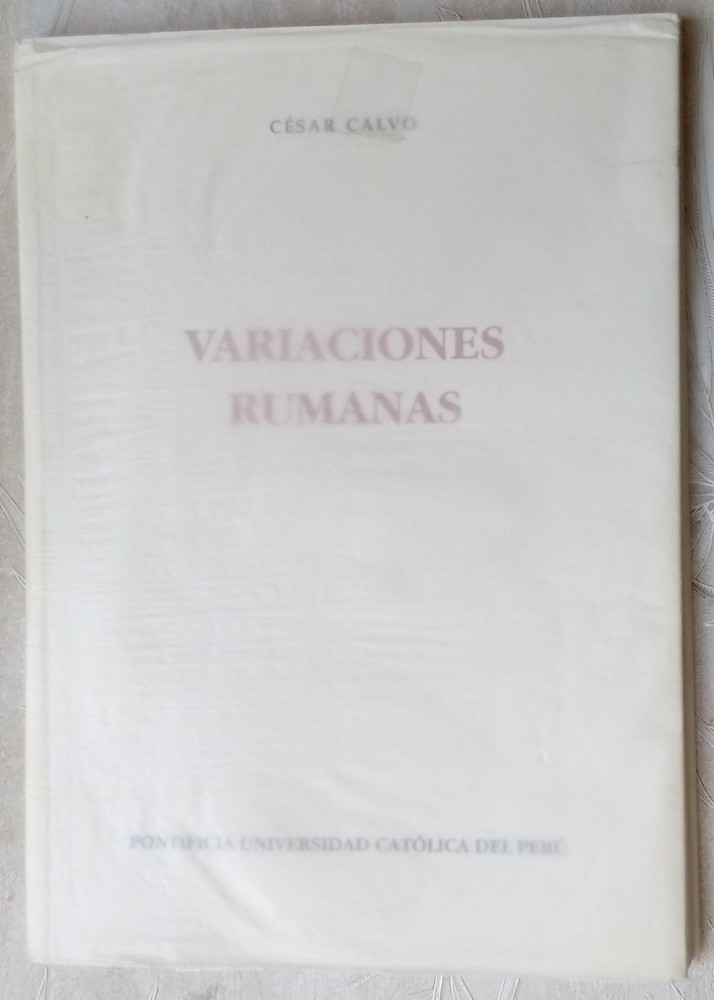 CÉSAR CALVO
VARIACIONES
RUMANAS
PONTIFICIA UNIVERSIDAD CATÓLICA DEL PERÚ